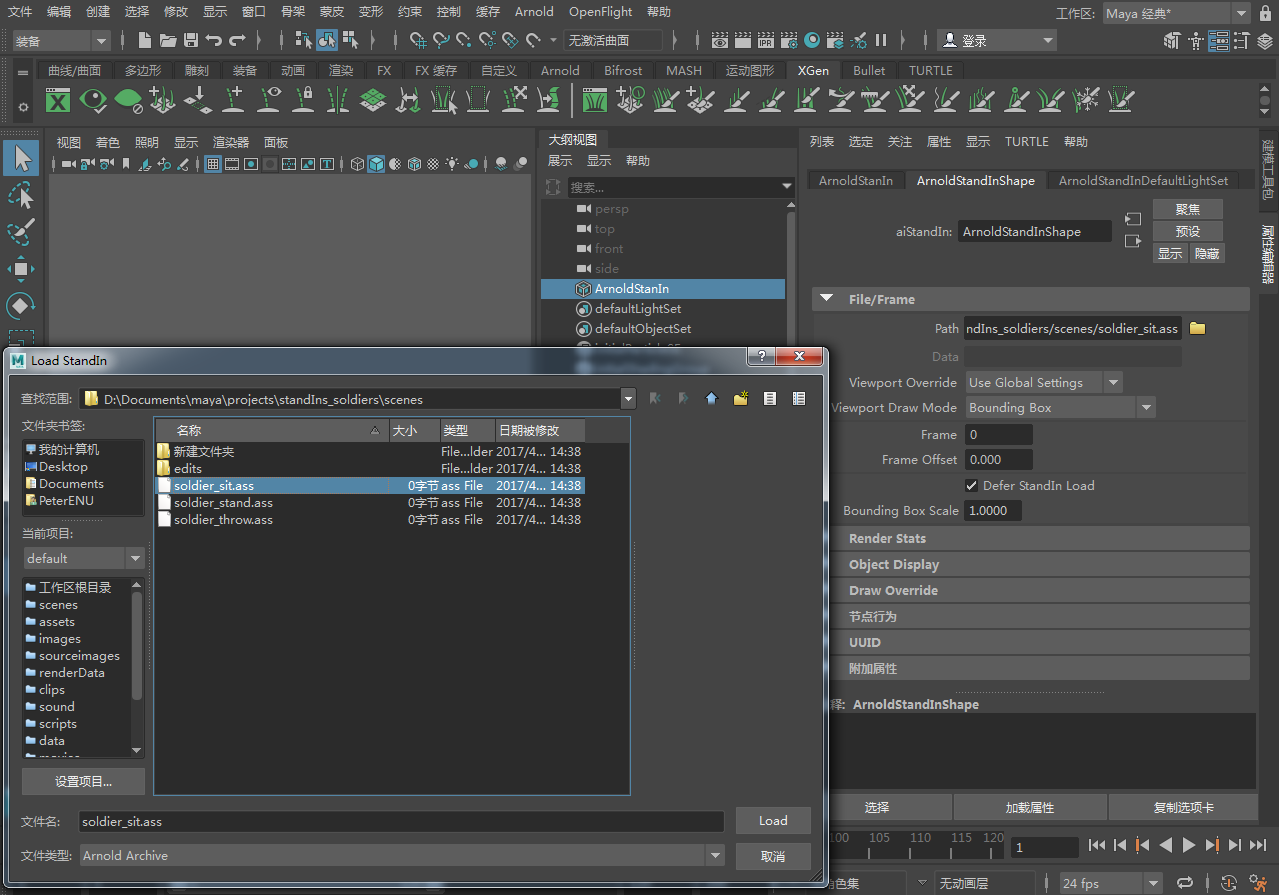 文件 编辑 创建 选择 修改 显示 窗口 骨架 蒙皮 变形 约束 控制 缓存 Arnold OpenFlight 帮助 工作区: Maya 经典*
装备 无激活曲面 登录
曲线/曲面 多边形 雕刻 装备 动画 渲染 FX FX 缓存 自定义 Arnold Bifrost MASH 运动图形 XGen Bullet TURTLE
IPR
视图 着色 照明 显示 渲染器 面板
大纲视图
展示 显示 帮助
搜索...
persp
top
front
side
ArnoldStanIn
defaultLightSet
defaultObjectSet
列表 选定 关注 属性 显示 TURTLE 帮助
ArnoldStanIn ArnoldStandInShape ArnoldStandInDefaultLightSet
aiStandIn: ArnoldStandInShape
聚焦
预设
显示 隐藏
建模工具包
属性编辑器
File/Frame
Path ndIns_soldiers/scenes/soldier_sit.ass
Data
Viewport Override Use Global Settings
Viewport Draw Mode Bounding Box
Frame 0
Frame Offset 0.000
Defer StandIn Load
Bounding Box Scale 1.0000
Render Stats
Object Display
Draw Override
节点行为
UUID
附加属性
释: ArnoldStandInShape
选择 加载属性 复制选项卡
Load StandIn
查找范围: D:\Documents\maya\projects\standIns_soldiers\scenes
文件夹书签:
我的计算机
Desktop
Documents
PeterENU
当前项目:
default
工作区根目录
scenes
assets
images
sourceimages
renderData
clips
sound
scripts
data
设置项目...
名称 大小 类型 日期被修改
新建文件夹 File...lder 2017/4... 14:38
edits File...lder 2017/4... 14:38
soldier_sit.ass 0字节 ass File 2017/4... 14:38
soldier_stand.ass 0字节 ass File 2017/4... 14:38
soldier_throw.ass 0字节 ass File 2017/4... 14:38
文件名: soldier_sit.ass Load
文件类型: Arnold Archive 取消
100 105 110 115 120 1
色集 无动画层 24 fps